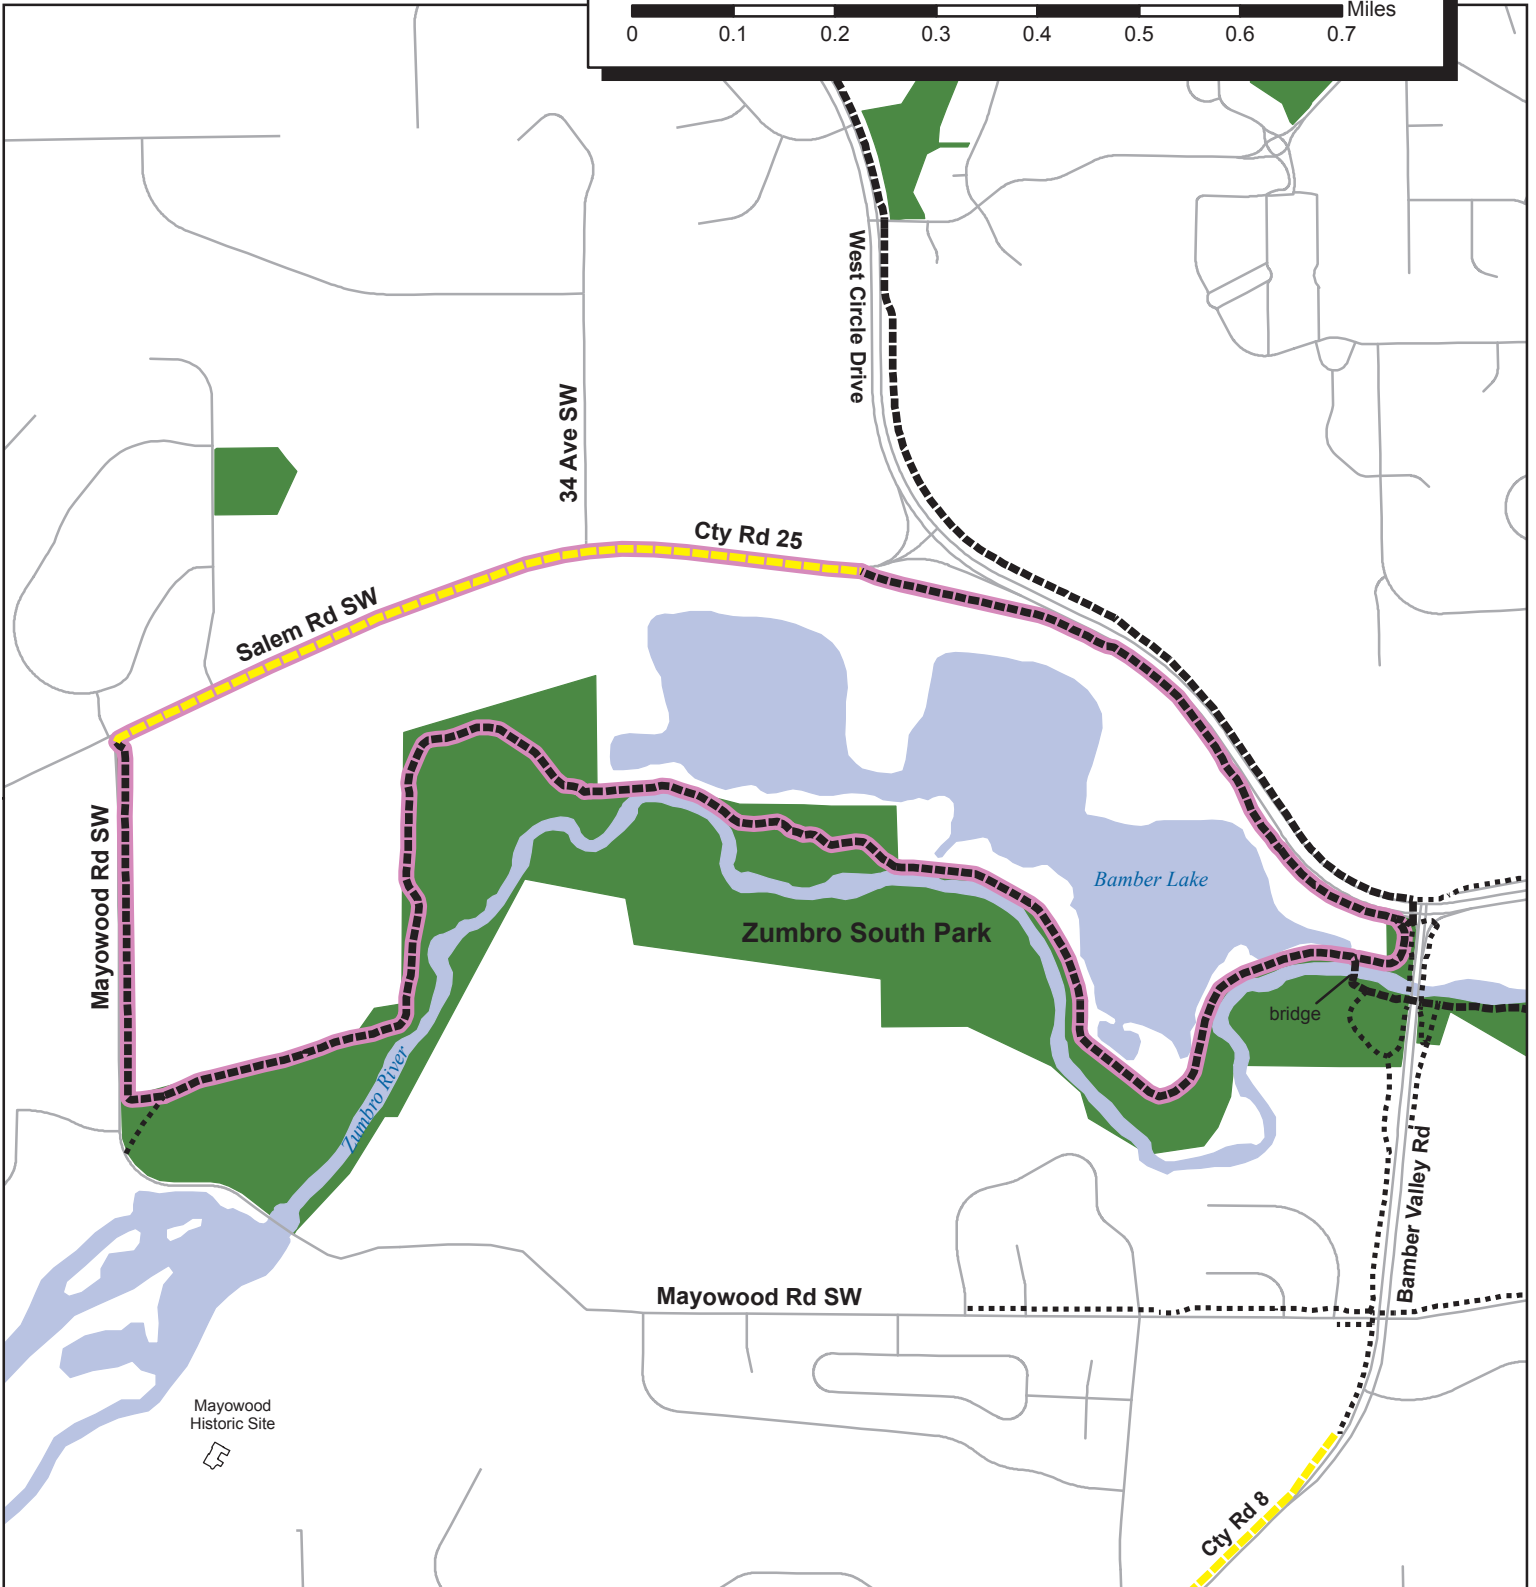 Miles
0 0.1 0.2 0.3 0.4 0.5 0.6 0.7
West Circle Drive
34 Ave SW
Cty Rd 25
Salem Rd SW
Mayowood Rd SW
Bamber Lake
Zumbro South Park
bridge
Zumbro River
Bamber Valley Rd
Mayowood Rd SW
Mayowood
Historic Site
Cty Rd 8